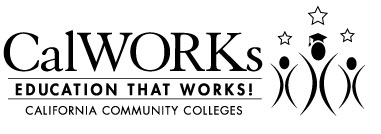 CalWORKs
EDUCATION THAT WORKS!
CALIFORNIA COMMUNITY COLLEGES